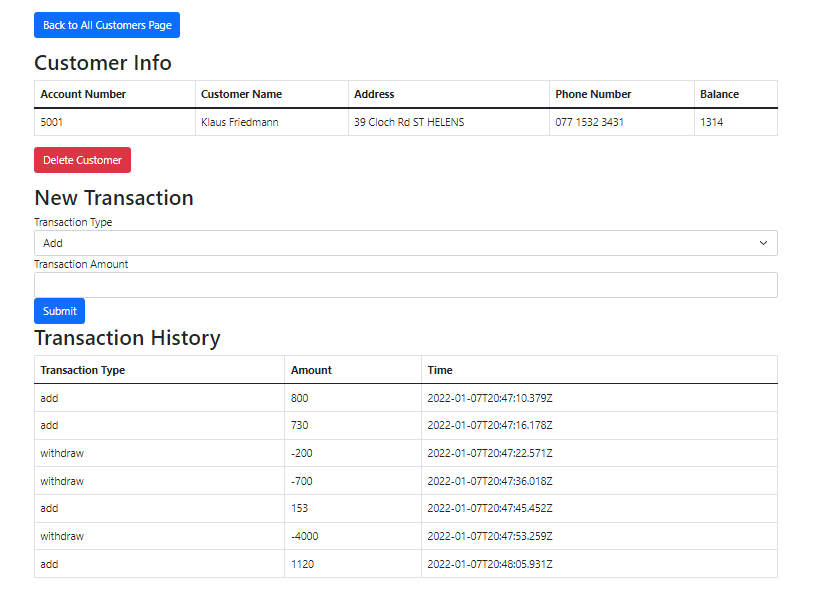 Back to All Customers Page
Customer Info
Account Number Customer Name Address Phone Number Balance
5001 Klaus Friedmann 39 Cloch Rd ST HELENS 077 1532 3431 1314
Delete Customer
New Transaction
Transaction Type
Add
Transaction Amount
Submit
Transaction History
Transaction Type Amount Time
add 800 2022-01-07T20:47:10.379Z
add 730 2022-01-07T20:47:16.178Z
withdraw -200 2022-01-07T20:47:22.571Z
withdraw -700 2022-01-07T20:47:36.018Z
add 153 2022-01-07T20:47:45.452Z
withdraw -4000 2022-01-07T20:47:53.259Z
add 1120 2022-01-07T20:48:05.931Z